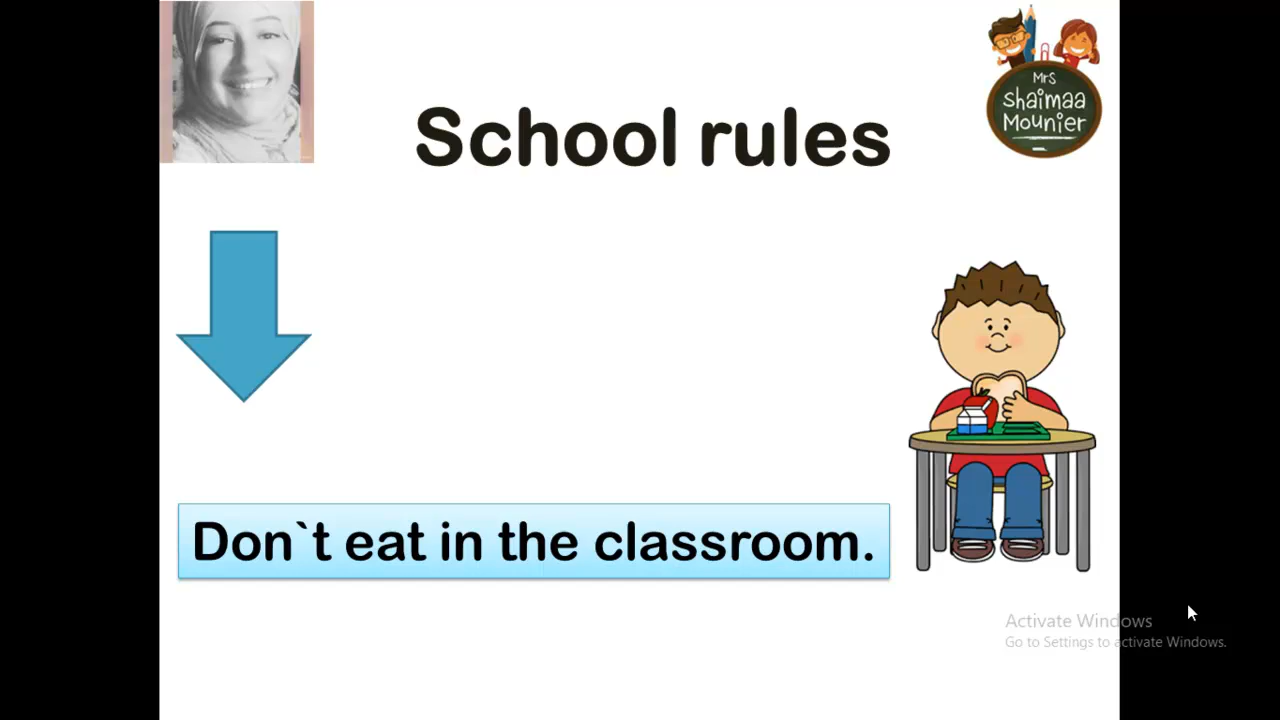 Mrs
Shaimaa
Mounier
School rules
Don`t eat in the classroom.
Activate Windows
Go to Settings to activate Windows.